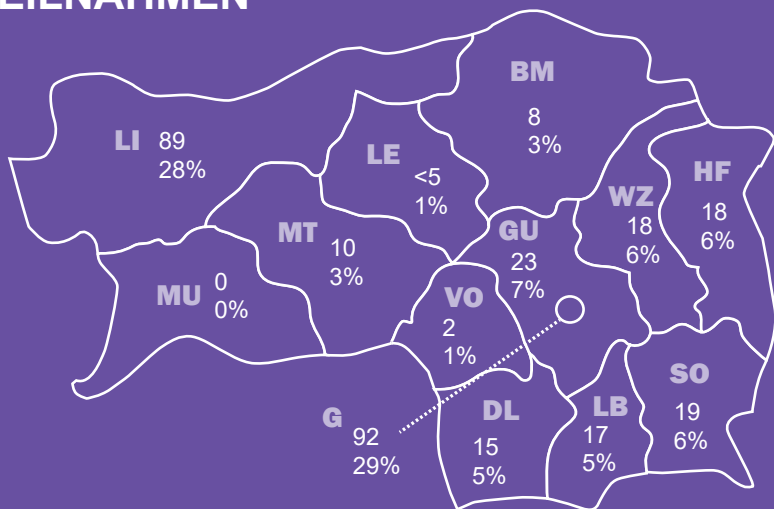 EILNAHMEN
BM
8
3%
LI 89
28%
LE
<5
1%
HF
18
6%
WZ
18
6%
MT 10
3%
GU
23
7%
MU 0
0%
VO
2
1%
SO
19
6%
G
92
29%
DL
15
5%
LB
17
5%